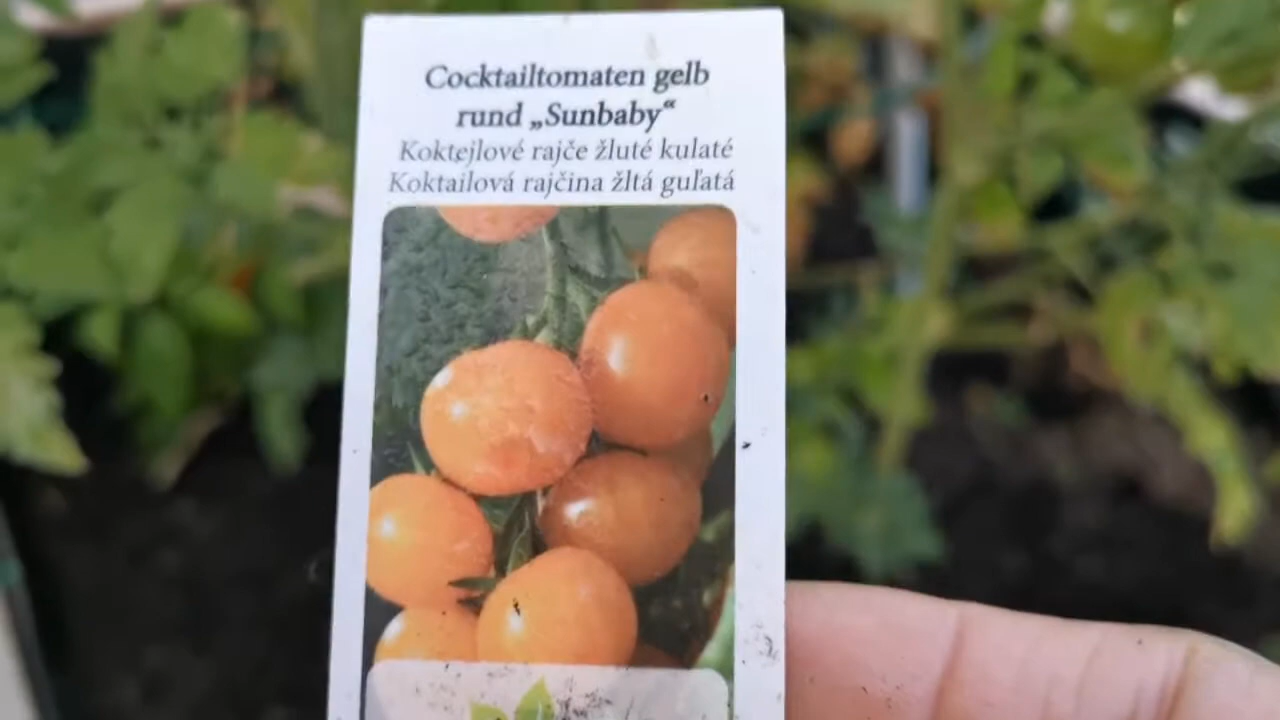 Cocktailtomaten gelb
rund „Sunbaby“
Koktejlové rajče žluté kulaté
Koktailová rajčina žltá guľatá